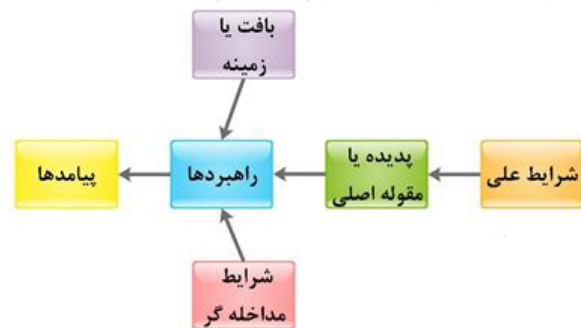 بافت یا
زمینه
شرایط علی
پدیده یا
مقوله اصلی
راهبردها
پیامدها
شرایط
مداخله گر